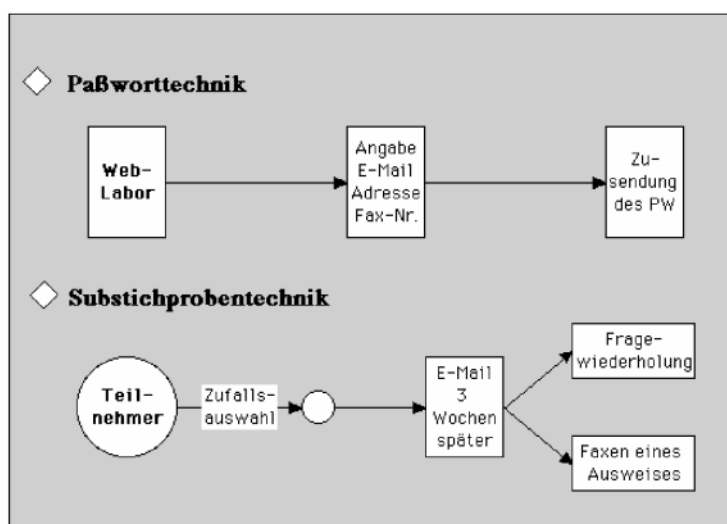 Paßworttechnik
Web-
Labor
Angabe
E-Mail
Adresse
Fax-Nr.
Zu-
sendung
des PW
Substichprobentechnik
Teil-
nehmer
Zufalls-
auswahl
E-Mail
3
Wochen
später
Frage-
wiederholung
Faxen eines
Ausweises